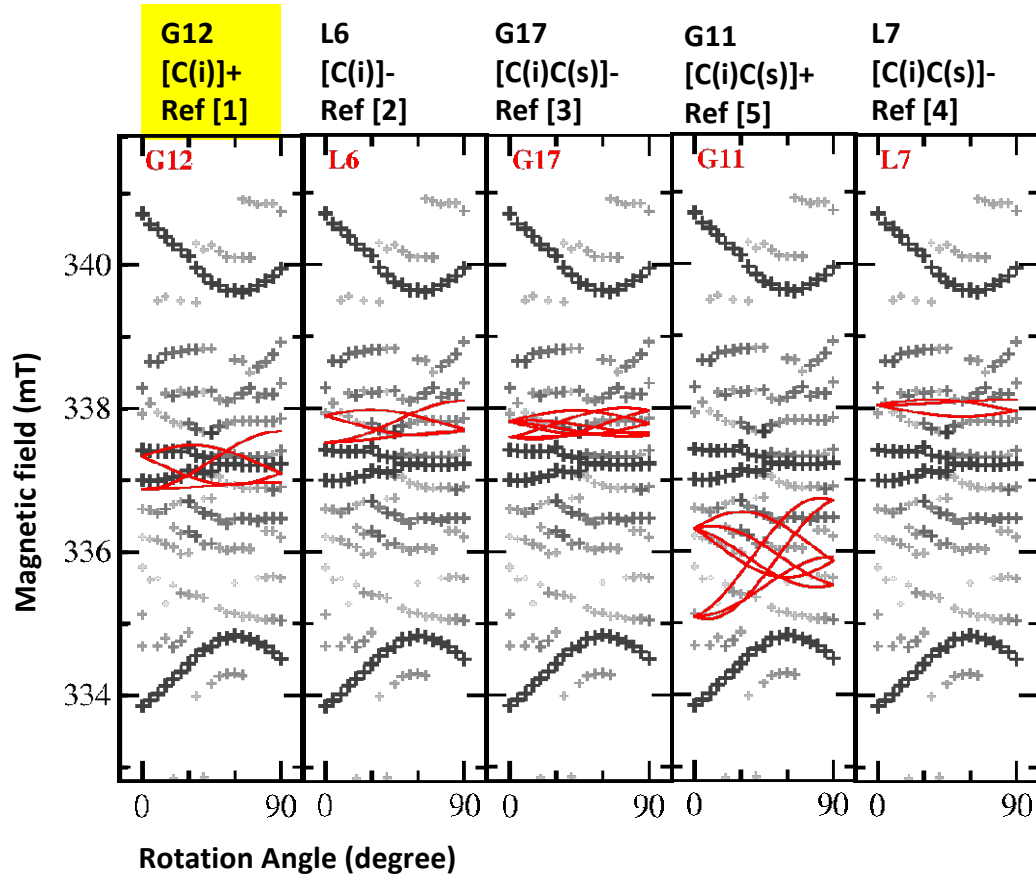 G12
[C(i)]+
Ref [1]
L6
[C(i)]-
Ref [2]
G17
[C(i)C(s)]-
Ref [3]
G11
[C(i)C(s)]+
Ref [5]
L7
[C(i)C(s)]-
Ref [4]
G12
L6
G17
G11
L7
340
338
336
334
Magnetic field (mT)
0 90 0 90 0 90 0 90 0 90
Rotation Angle (degree)